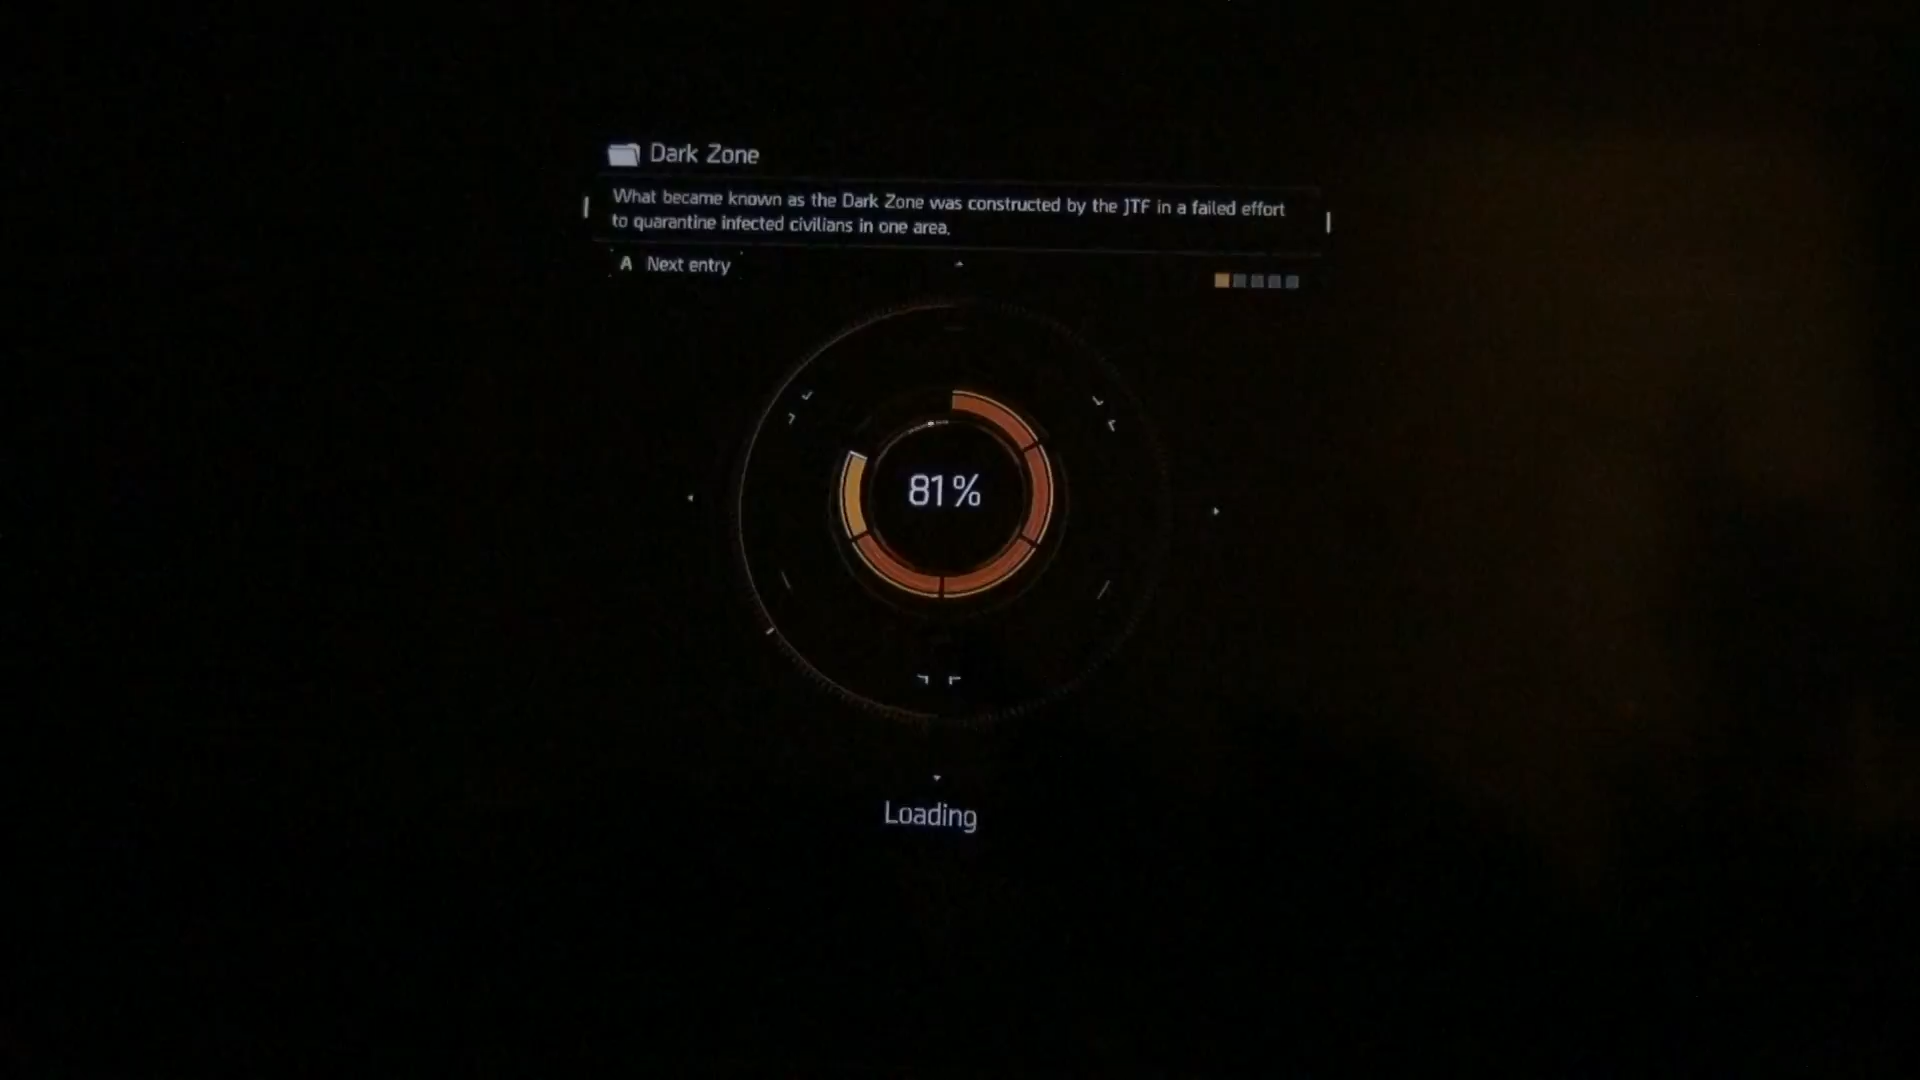 Dark Zone
What became known as the Dark Zone was constructed by the JTF in a failed effort
to quarantine infected civilians in one area.
A Next entry
81%
Loading